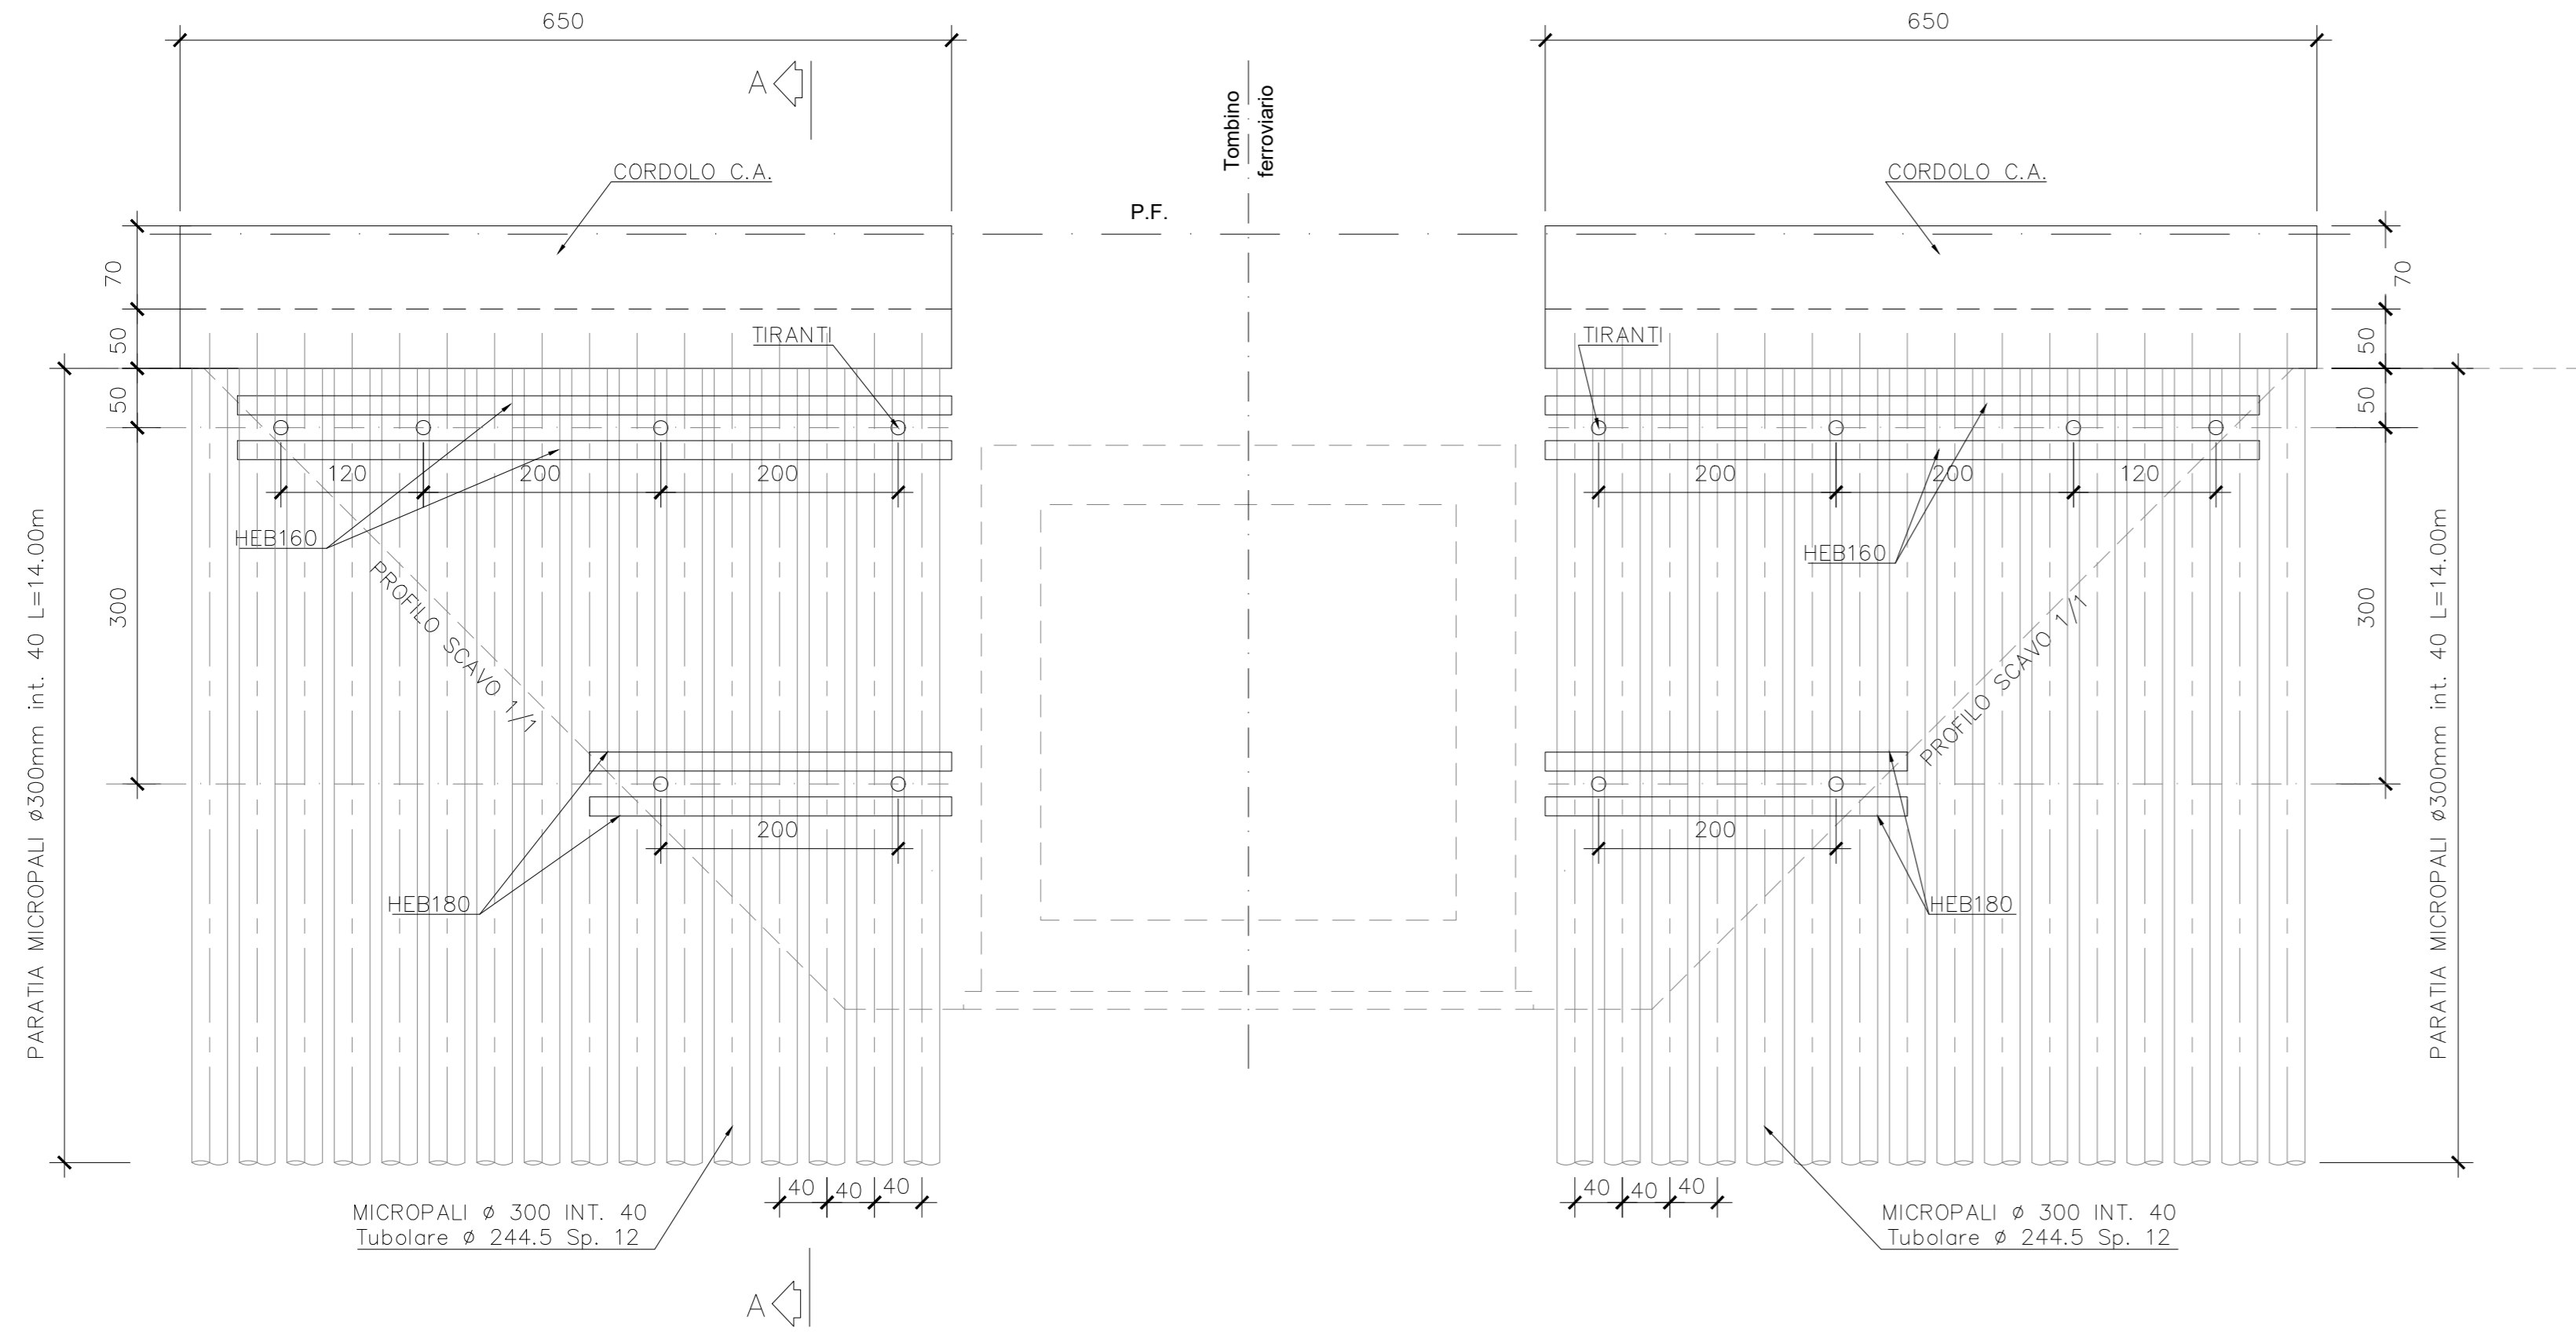 650
650
A
Tombino
ferroviario
CORDOLO C.A.
CORDOLO C.A.
P.F.
70
70
50
TIRANTI
TIRANTI
50
50
50
120
200
200
200
200
120
HEB160
HEB160
PARATIA MICROPALI ø300mm int. 40 L=14.00m
300
PROFILO SCAVO 1/1
PROFILO SCAVO 1/1
300
PARATIA MICROPALI ø300mm int. 40 L=14.00m
200
200
HEB180
HEB180
40
40
40
40
40
40
MICROPALI ø 300 INT. 40
Tubolare ø 244.5 Sp. 12
MICROPALI ø 300 INT. 40
Tubolare ø 244.5 Sp. 12
A